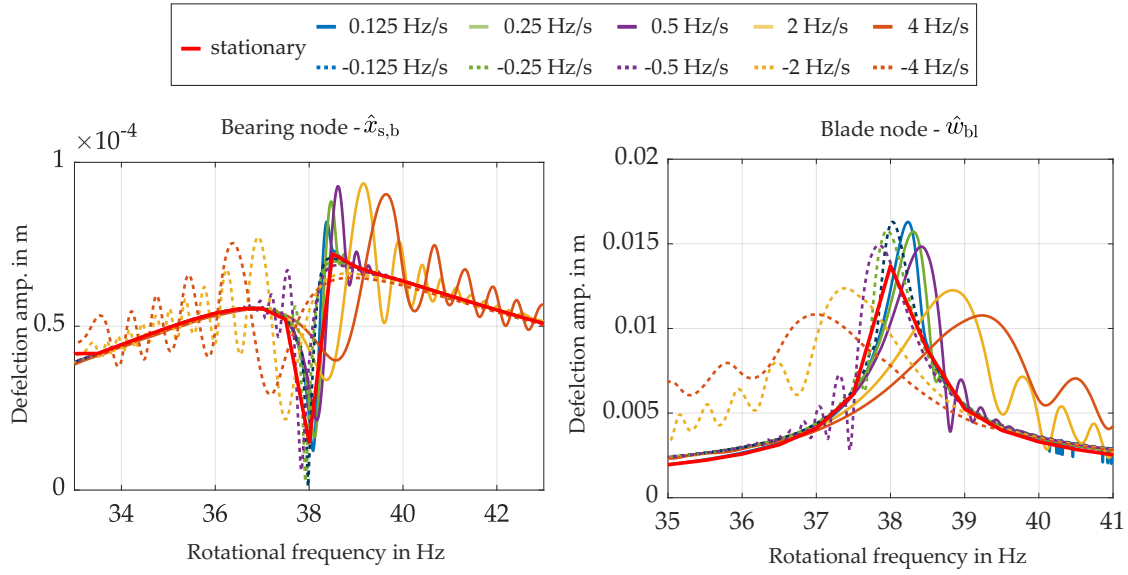 0.125 Hz/s 0.25 Hz/s 0.5 Hz/s 2 Hz/s 4 Hz/s
stationary
-0.125 Hz/s -0.25 Hz/s -0.5 Hz/s -2 Hz/s -4 Hz/s
Bearing node - x̂s,b
×10-4
1
0.5
0
34 36 38 40 42
Defelction amp. in m
Rotational frequency in Hz
Blade node - ŵbl
0.02
0.015
0.01
0.005
0
35 36 37 38 39 40 41
Defelction amp. in m
Rotational frequency in Hz